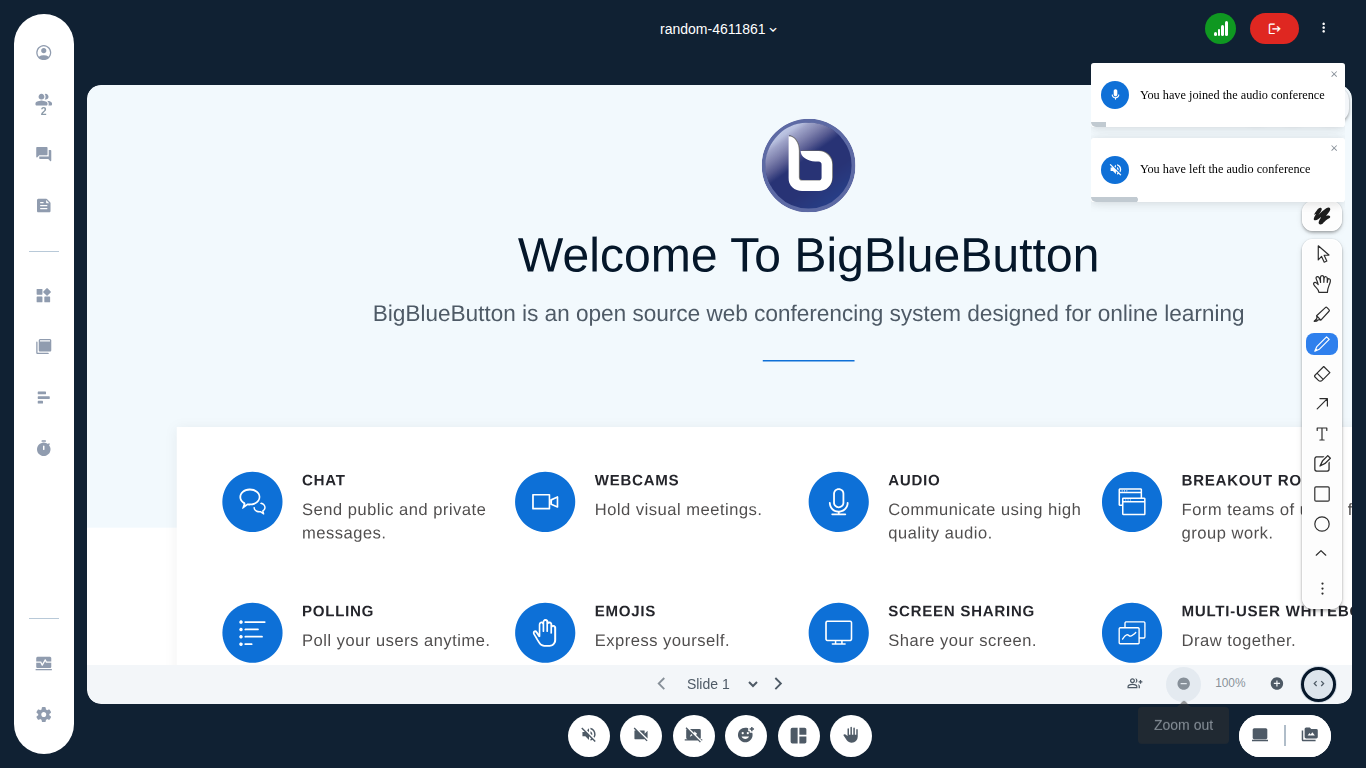 random-4611861
2
You have joined the audio conference
You have left the audio conference
Welcome To BigBlueButton
BigBlueButton is an open source web conferencing system designed for online learning
CHAT
Send public and private
messages.
WEBCAMS
Hold visual meetings.
AUDIO
Communicate using high
quality audio.
BREAKOUT RO
Form teams of
group work.
POLLING
Poll your users anytime.
EMOJIS
Express yourself.
SCREEN SHARING
Share your screen.
MULTI-USER WHITEBO
Draw together.
Slide 1
100%
Zoom out